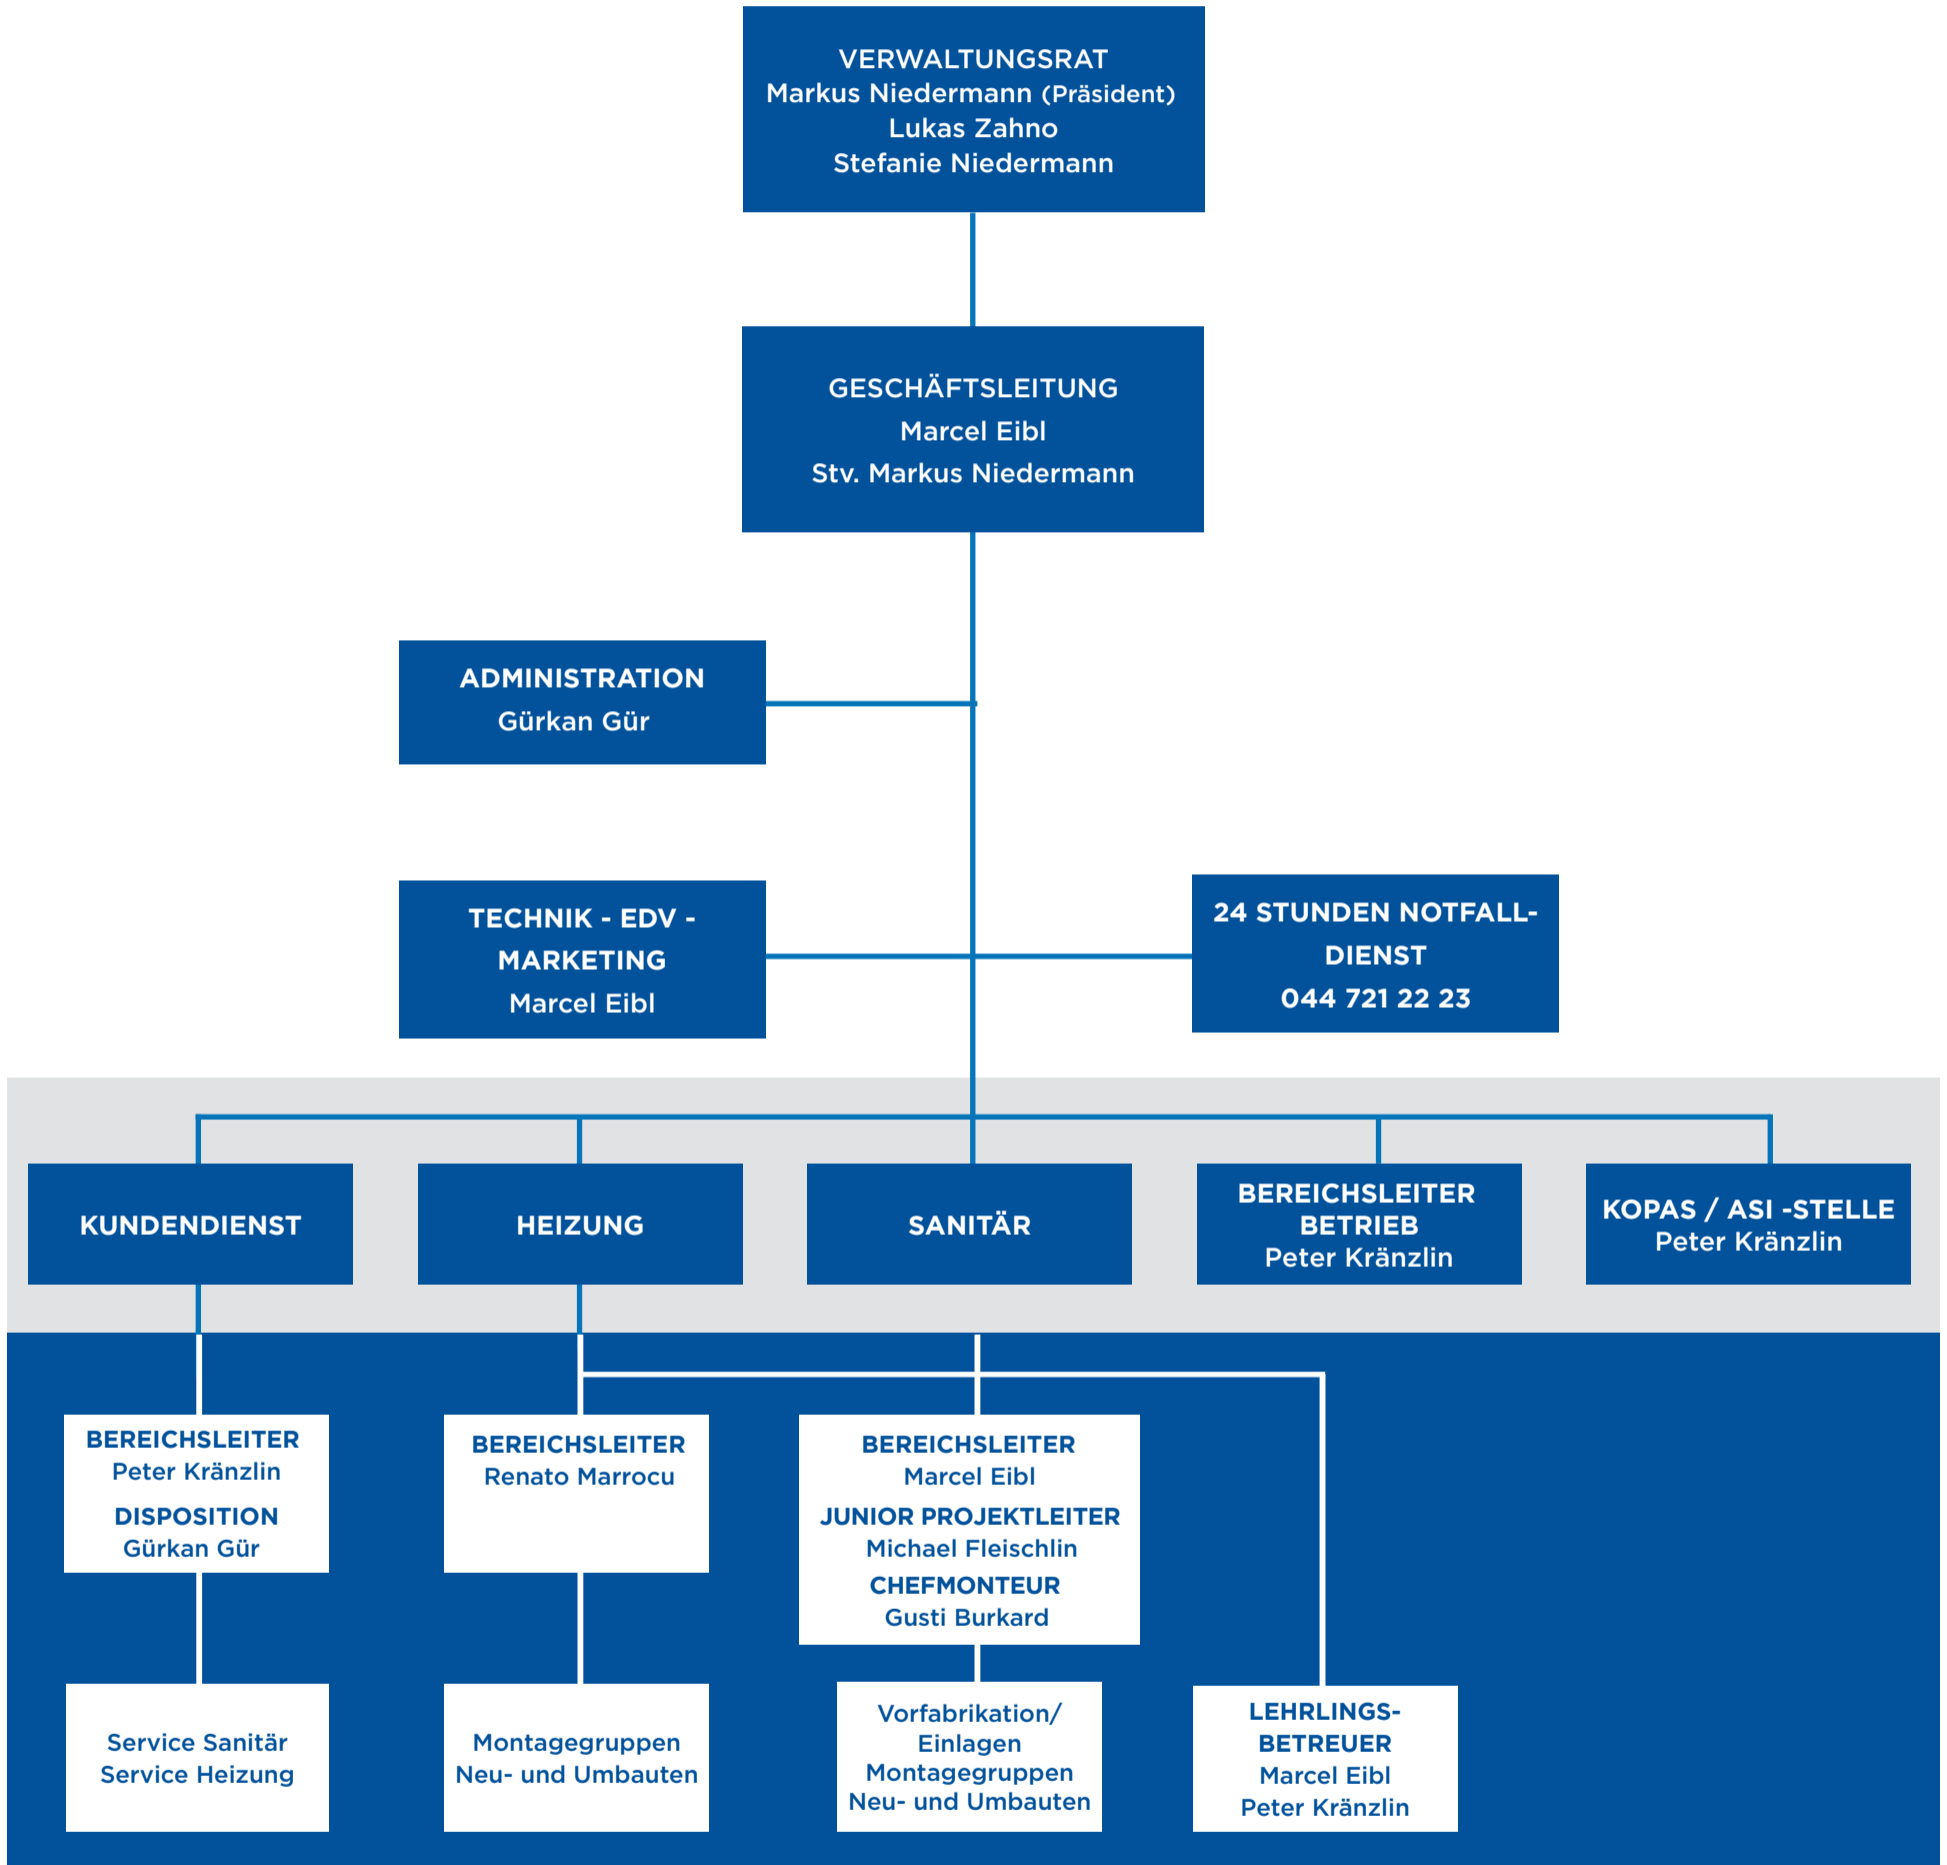 VERWALTUNGSRAT
Markus Niedermann (Präsident)
Lukas Zahno
Stefanie Niedermann
GESCHÄFTSLEITUNG
Marcel Eibl
Stv. Markus Niedermann
ADMINISTRATION
Gürkan Gür
TECHNIK - EDV -
MARKETING
Marcel Eibl
24 STUNDEN NOTFALL-
DIENST
044 721 22 23
KUNDENDIENST
HEIZUNG
SANITÄR
BEREICHSLEITER
BETRIEB
Peter Kränzlin
KOPAS / ASI -STELLE
Peter Kränzlin
BEREICHSLEITER
Peter Kränzlin
DISPOSITION
Gürkan Gür
BEREICHSLEITER
Renato Marrocu
BEREICHSLEITER
Marcel Eibl
JUNIOR PROJEKTLEITER
Michael Fleischlin
CHEFMONTEUR
Gusti Burkard
Service Sanitär
Service Heizung
Montagegruppen
Neu- und Umbauten
Vorfabrikation/
Einlagen
Montagegruppen
Neu- und Umbauten
LEHRLINGS-
BETREUER
Marcel Eibl
Peter Kränzlin